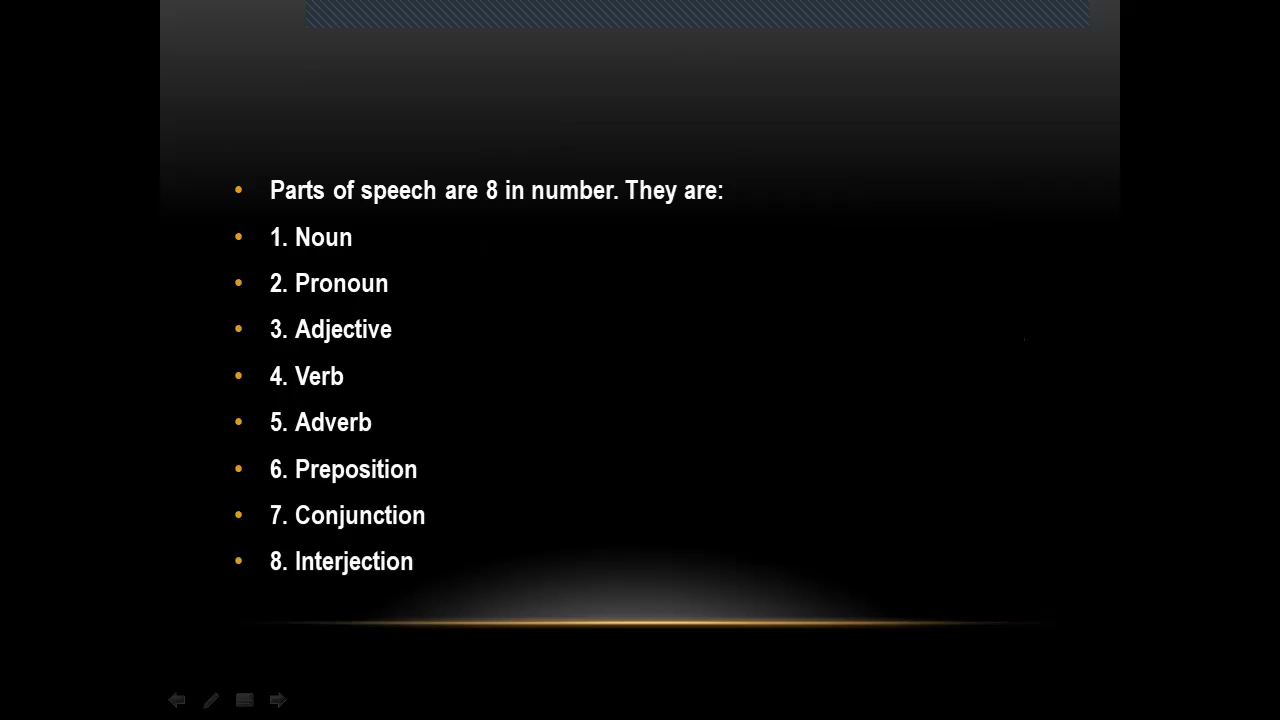 • Parts of speech are 8 in number. They are:
• 1. Noun
• 2. Pronoun
• 3. Adjective
• 4. Verb
• 5. Adverb
• 6. Preposition
• 7. Conjunction
• 8. Interjection